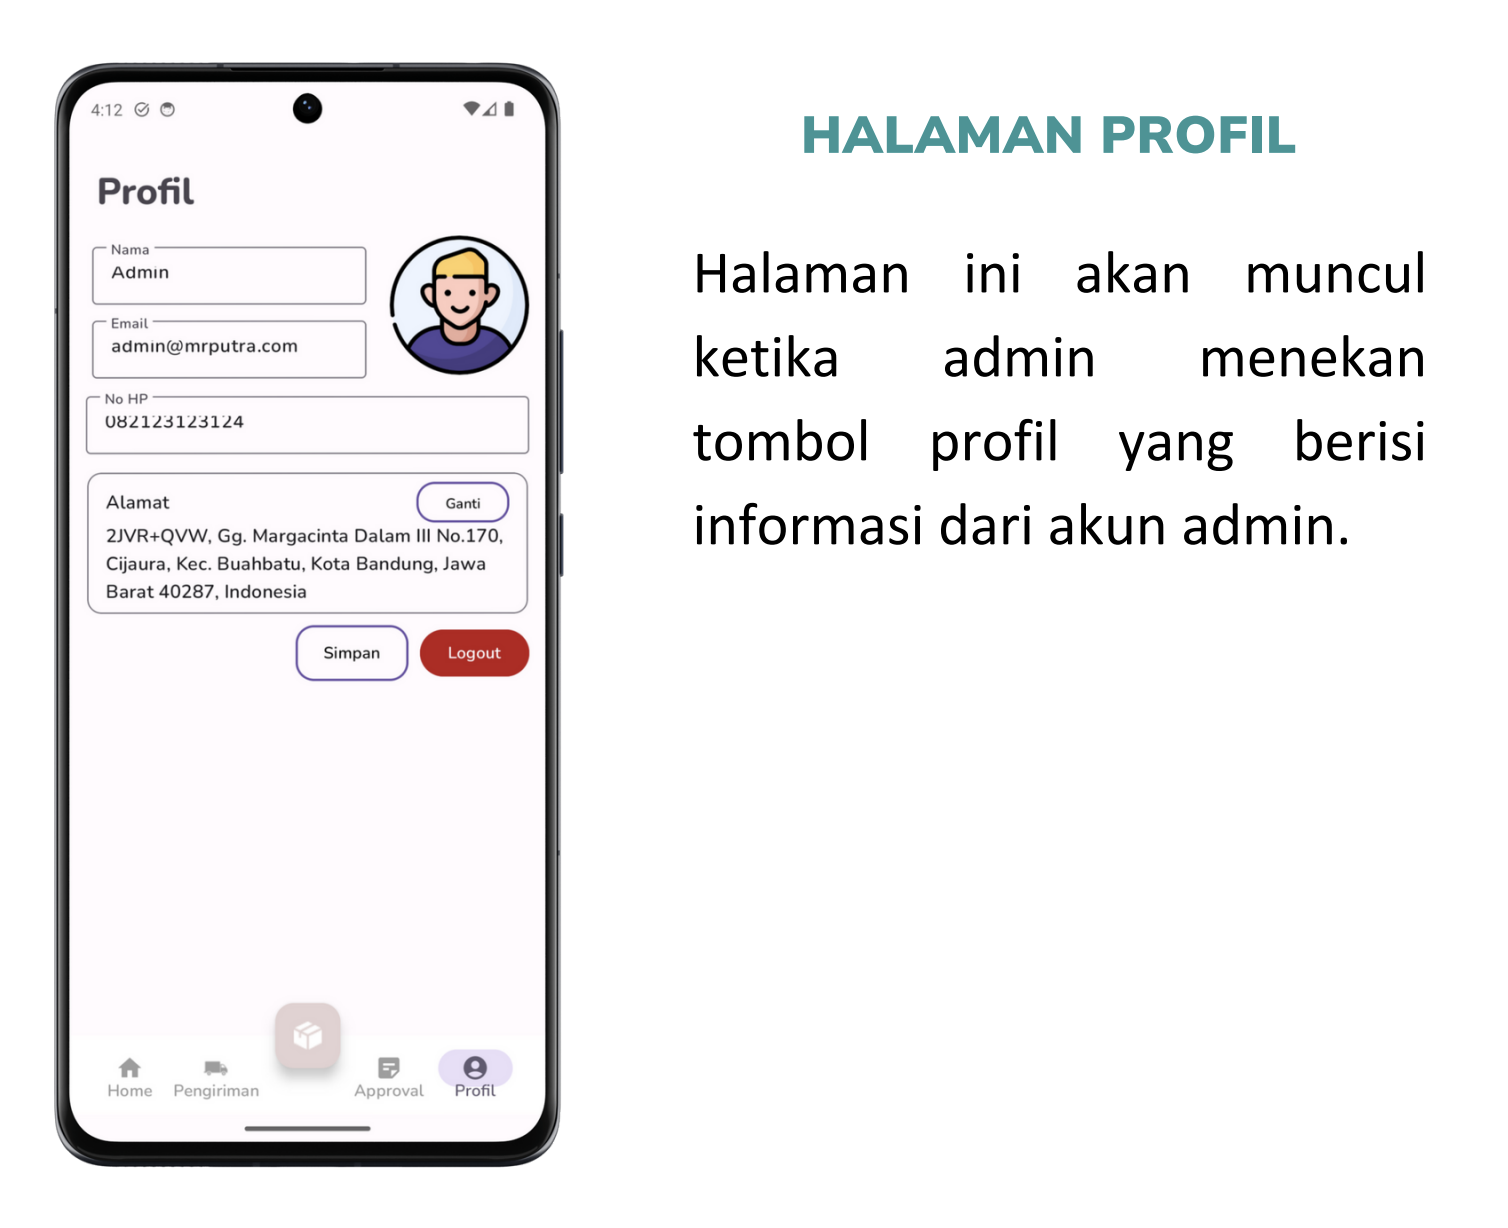 4:12
Profil
Nama
Admin
Email
admin@mrputra.com
No HP
082123123124
Alamat
Ganti
2JVR+QVW, Gg. Margacinta Dalam III No.170,
Cijaura, Kec. Buahbatu, Kota Bandung, Jawa
Barat 40287, Indonesia
Simpan
Logout
Home
Pengiriman
Approval
Profil
HALAMAN PROFIL
Halaman ini akan muncul
ketika admin menekan
tombol profil yang berisi
informasi dari akun admin.